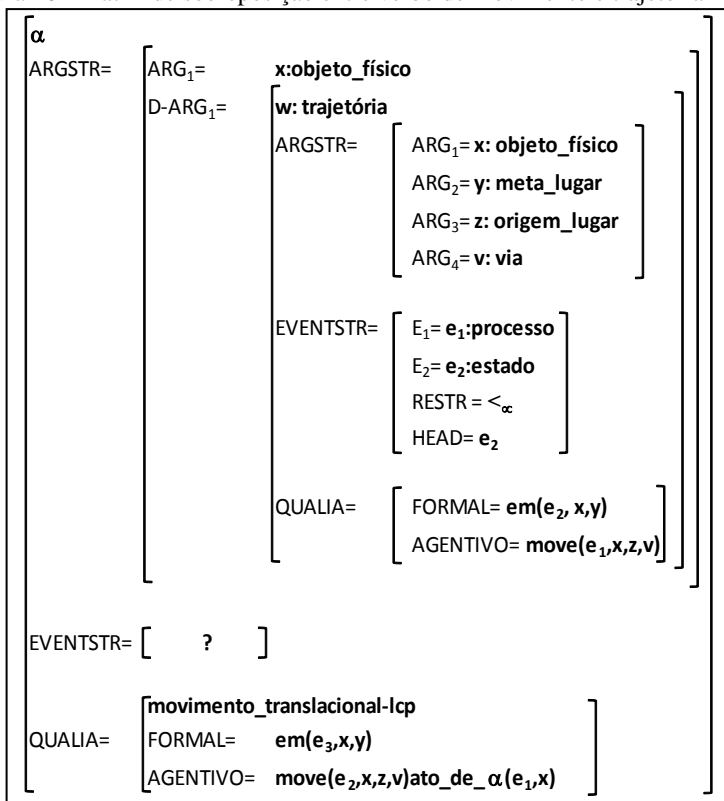 α
ARGSTR= ARG₁= x:objeto_físico
D-ARG₁= w: trajetória
ARGSTR= ARG₁= x: objeto_físico
ARG₂= y: meta_lugar
ARG₃= z: origem_lugar
ARG₄= v: via
EVENTSTR= E₁= e₁:processo
E₂= e₂:estado
RESTR = <∝
HEAD= e₂
QUALIA= FORMAL= em(e₂, x,y)
AGENTIVO= move(e₁,x,z,v)
EVENTSTR= [ ? ]
movimento_translacional-lcp
QUALIA= FORMAL= em(e₃,x,y)
AGENTIVO= move(e₂,x,z,v)ato_de_α(e₁,x)